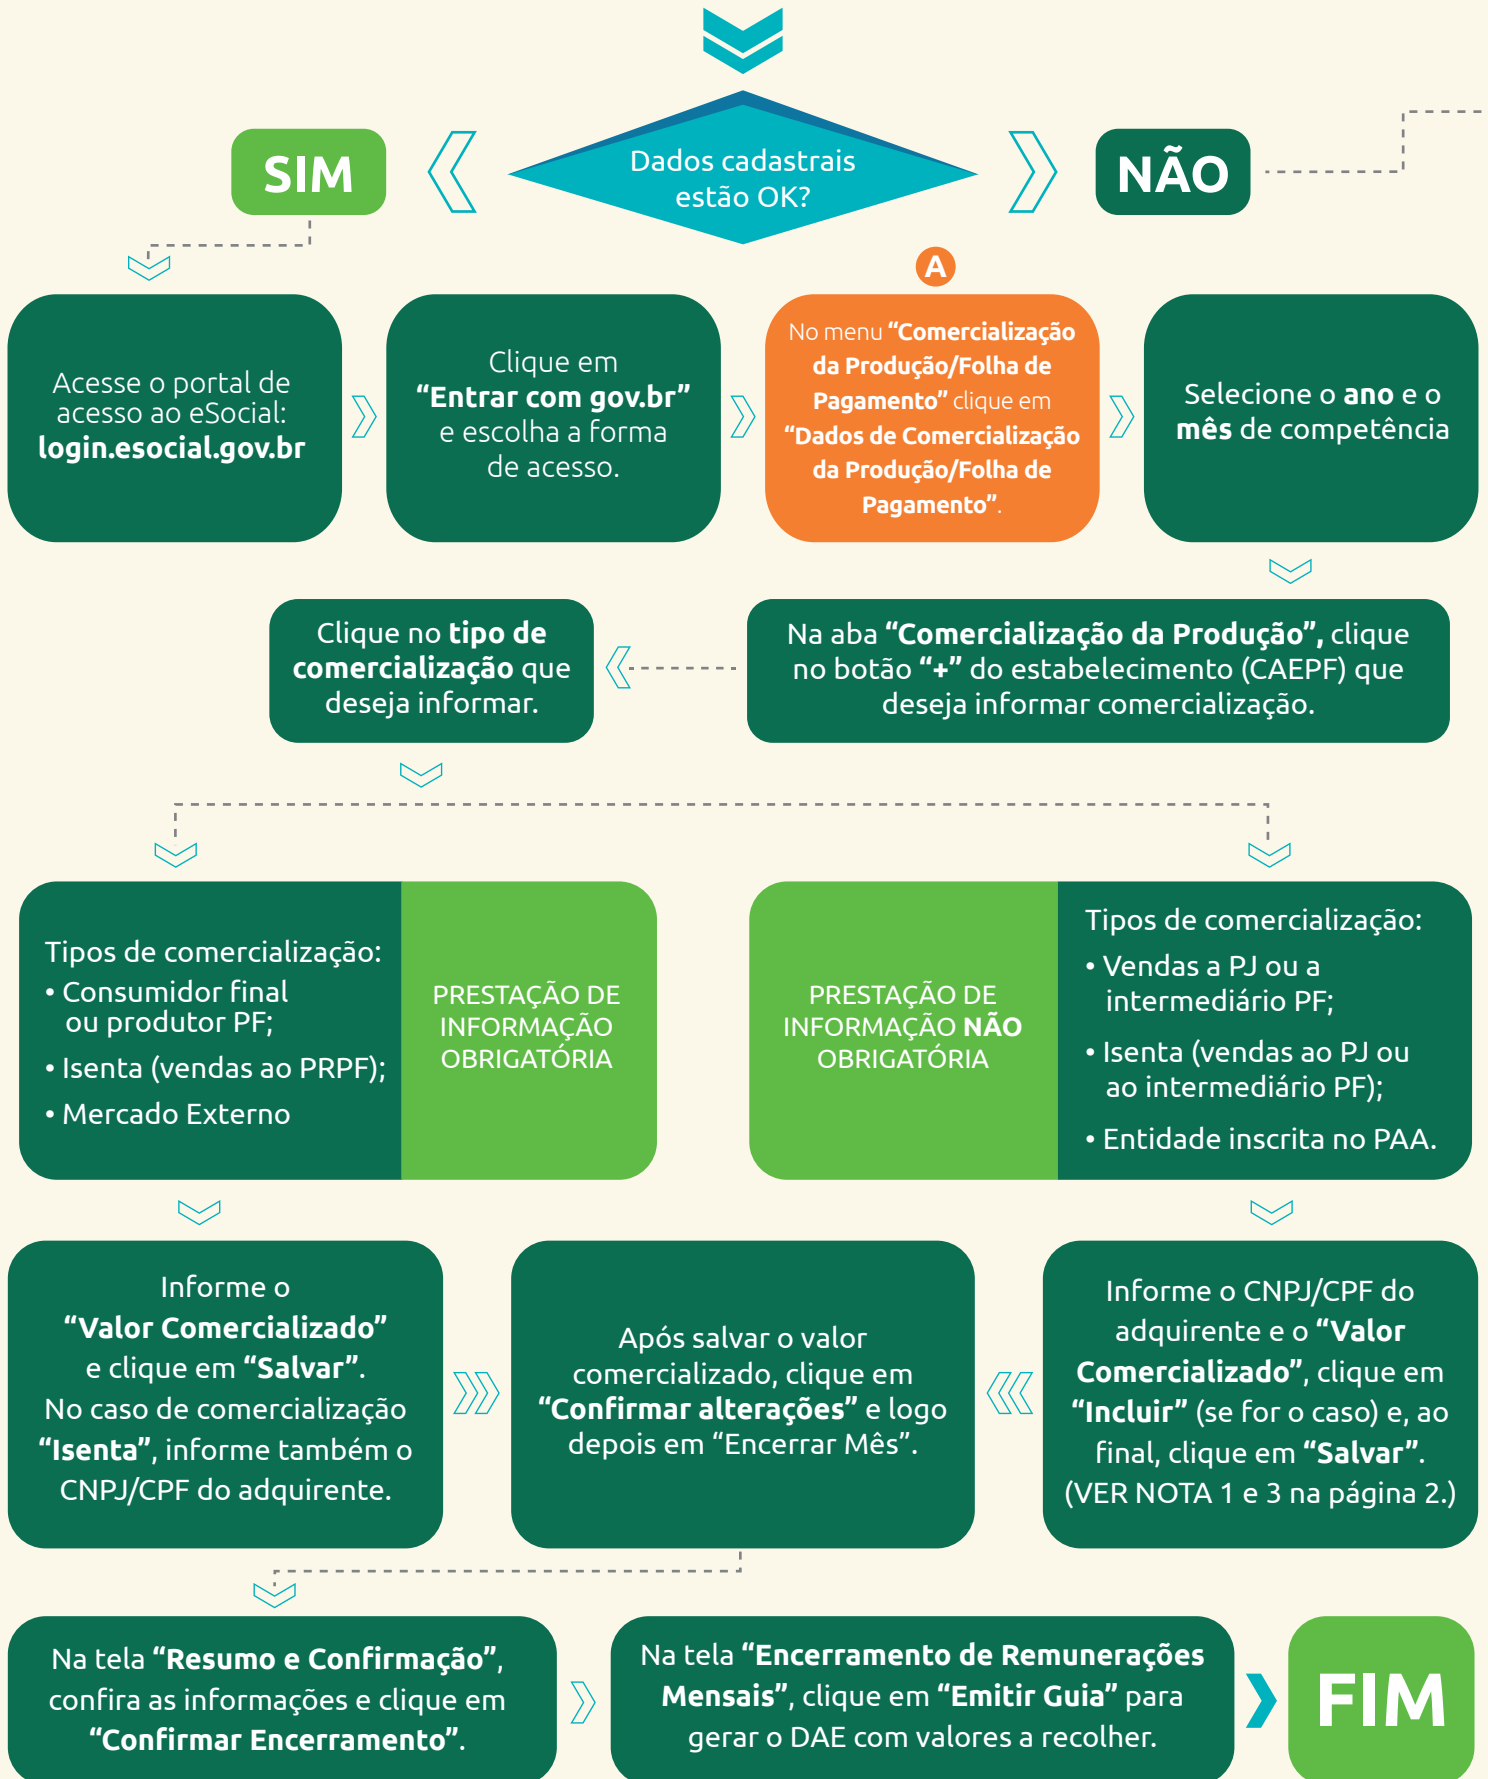 Dados cadastrais
estão OK?
SIM
NÃO
A
Acesse o portal de
acesso ao eSocial:
login.esocial.gov.br
Clique em
“Entrar com gov.br”
e escolha a forma
de acesso.
No menu “Comercialização
da Produção/Folha de
Pagamento” clique em
“Dados de Comercialização
da Produção/Folha de
Pagamento”.
Selecione o ano e o
mês de competência
Na aba “Comercialização da Produção”, clique
no botão “+” do estabelecimento (CAEPF) que
deseja informar comercialização.
Clique no tipo de
comercialização que
deseja informar.
Tipos de comercialização:
• Consumidor final
ou produtor PF;
• Isenta (vendas ao PRPF);
• Mercado Externo
PRESTAÇÃO DE
INFORMAÇÃO
OBRIGATÓRIA
PRESTAÇÃO DE
INFORMAÇÃO NÃO
OBRIGATÓRIA
Tipos de comercialização:
• Vendas a PJ ou a
intermediário PF;
• Isenta (vendas ao PJ ou
ao intermediário PF);
• Entidade inscrita no PAA.
Informe o
“Valor Comercializado”
e clique em “Salvar”.
No caso de comercialização
“Isenta”, informe também o
CNPJ/CPF do adquirente.
Após salvar o valor
comercializado, clique em
“Confirmar alterações” e logo
depois em “Encerrar Mês”.
Informe o CNPJ/CPF do
adquirente e o “Valor
Comercializado”, clique em
“Incluir” (se for o caso) e, ao
final, clique em “Salvar”.
(VER NOTA 1 e 3 na página 2.)
Na tela “Resumo e Confirmação”,
confira as informações e clique em
“Confirmar Encerramento”.
Na tela “Encerramento de Remunerações
Mensais”, clique em “Emitir Guia” para
gerar o DAE com valores a recolher.
FIM